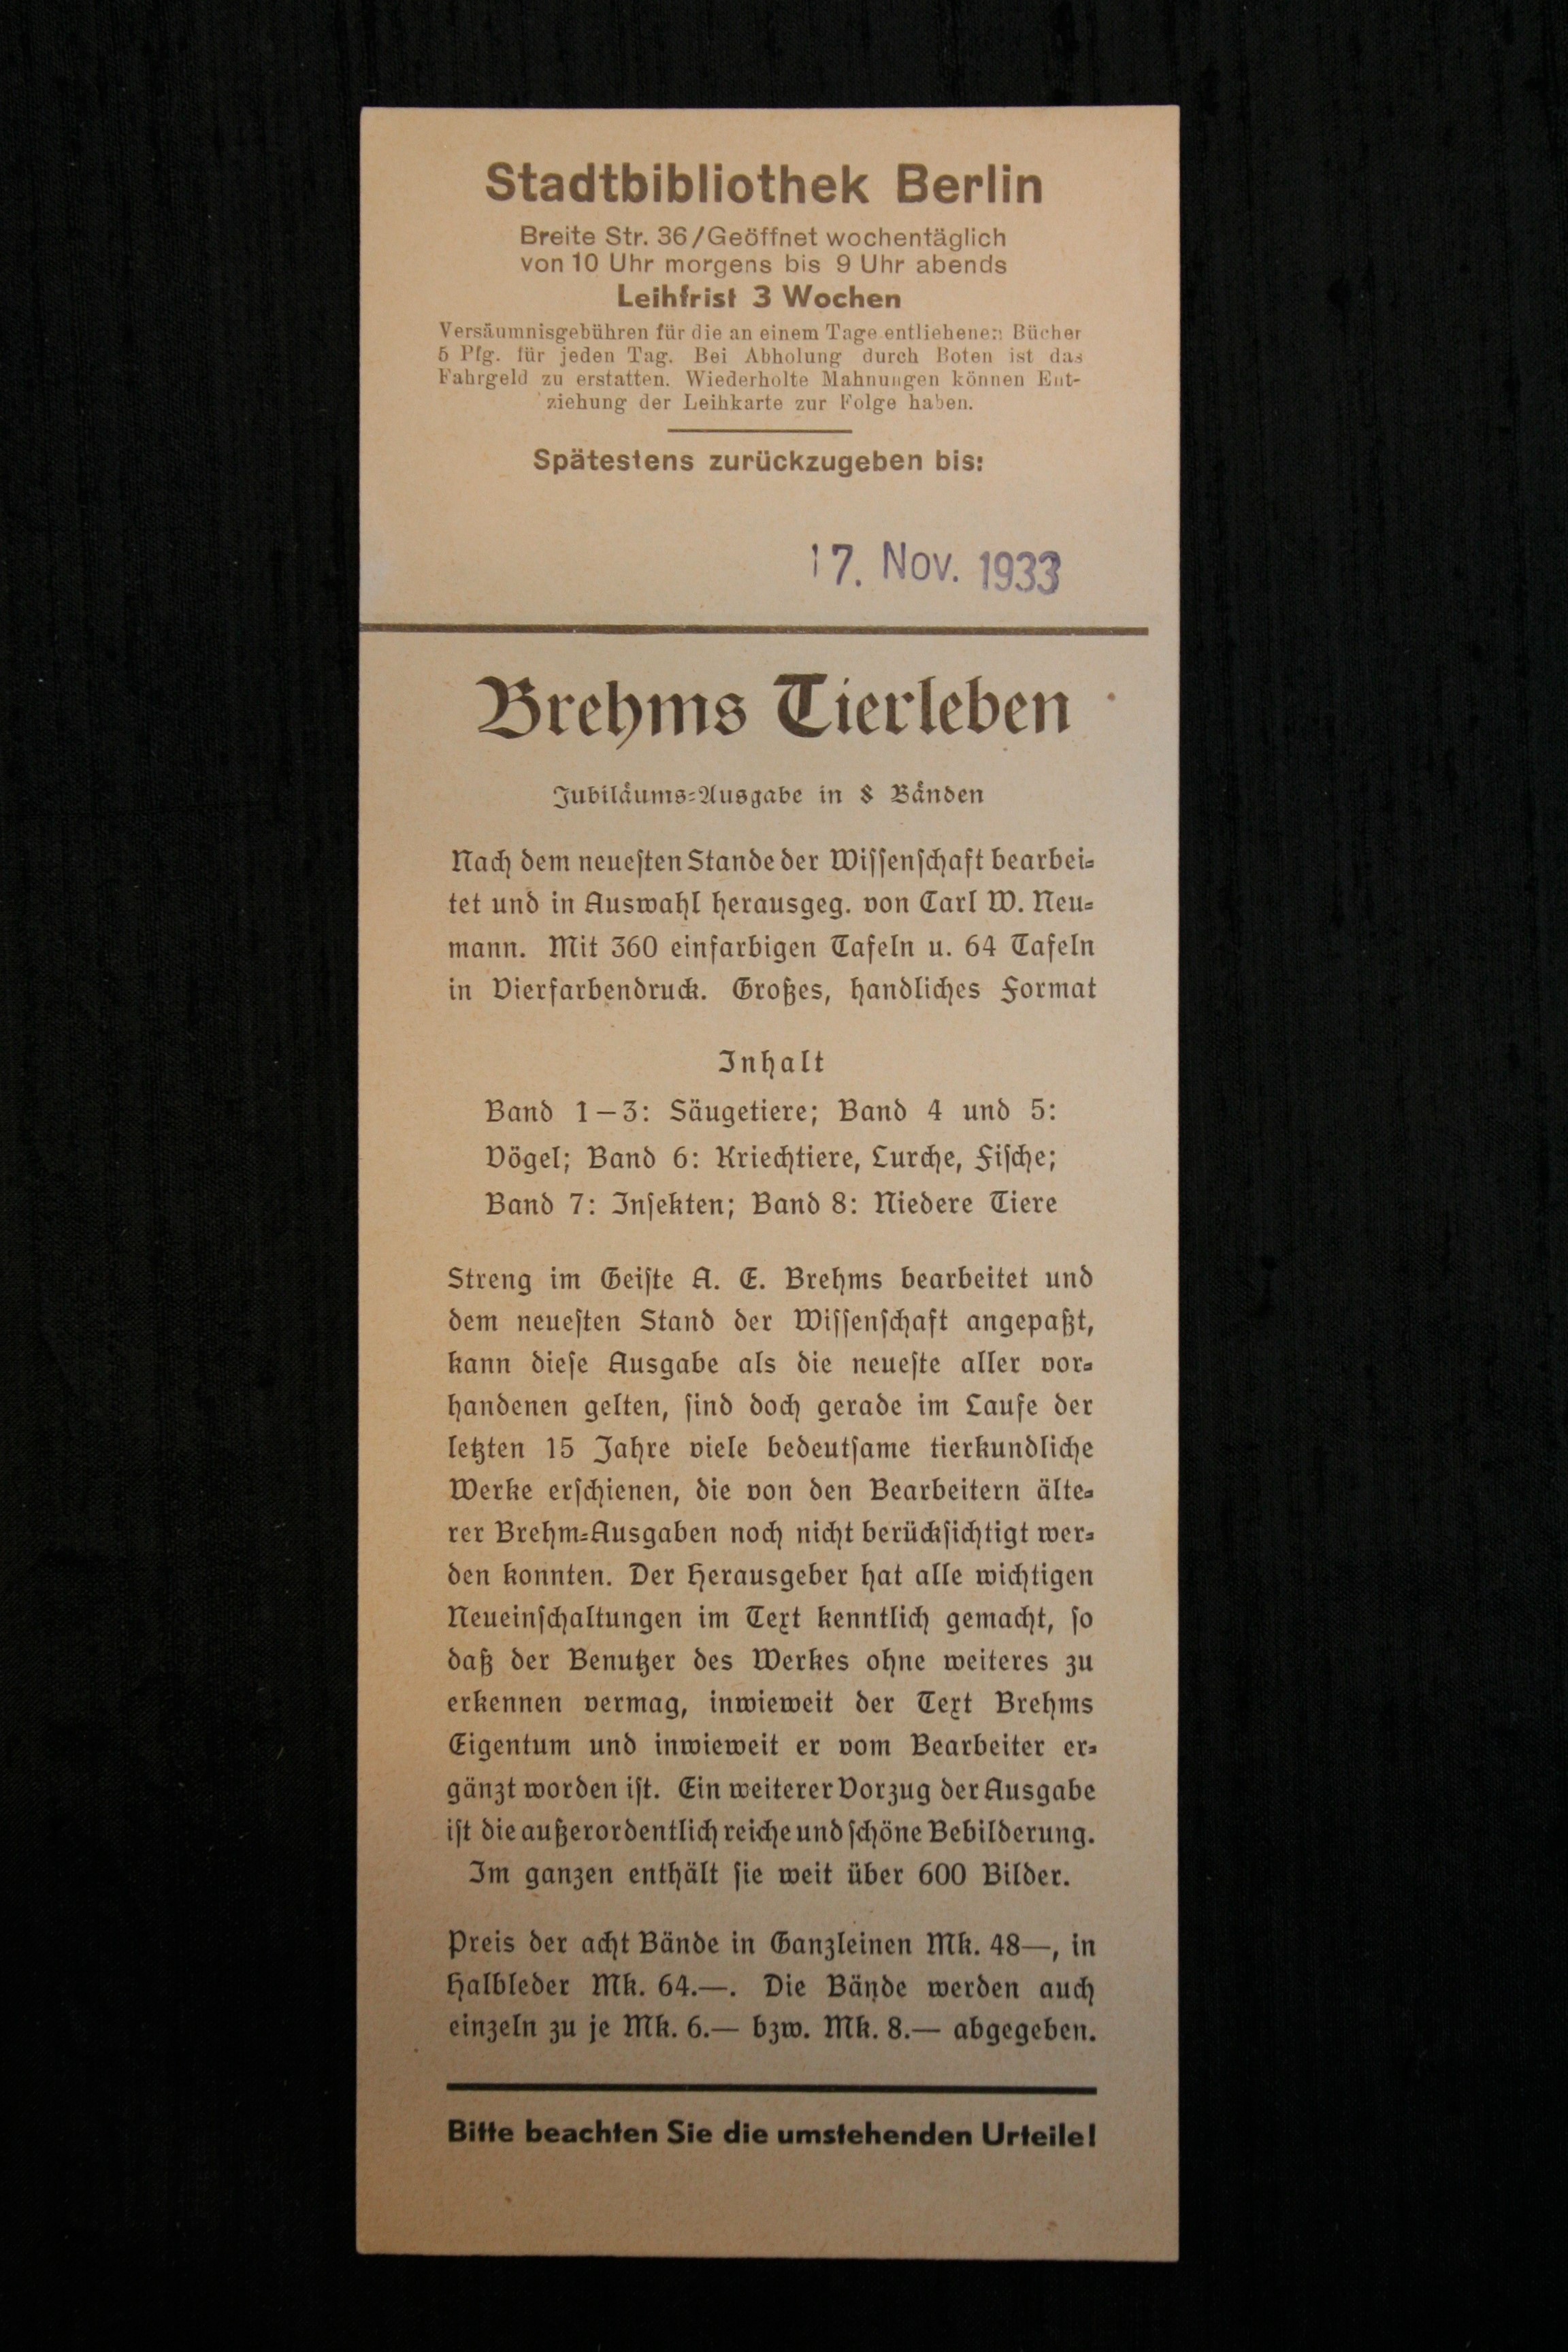 Stadtbibliothek Berlin
Breite Str. 36/Geöffnet wochentäglich
von 10 Uhr morgens bis 9 Uhr abends
Leihfrist 3 Wochen
Versäumnisgebühren für die an einem Tage entliehenen Bücher
5 Pfg. für jeden Tag. Bei Abholung durch Boten ist das
Fahrgeld zu erstatten. Wiederholte Mahnungen können Ent-
ziehung der Leihkarte zur Folge haben.
Spätestens zurückzugeben bis:
17. Nov. 1933
Brehms Tierleben
Jubiläums-Ausgabe in 8 Bänden
Nach dem neuesten Stande der Wissenschaft bearbei-
tet und in Auswahl herausgeg. von Carl W. Neu-
mann. Mit 360 einfarbigen Tafeln u. 64 Tafeln
in Vierfarbendruck. Großes, handliches Format
Inhalt
Band 1–3: Säugetiere; Band 4 und 5:
Vögel; Band 6: Kriechtiere, Lurche, Fische;
Band 7: Insekten; Band 8: Niedere Tiere
Streng im Geiste A. E. Brehms bearbeitet und
dem neuesten Stand der Wissenschaft angepaßt,
kann diese Ausgabe als die neueste aller vor-
handenen gelten, sind doch gerade im Laufe der
letzten 15 Jahre viele bedeutsame tierkundliche
Werke erschienen, die von den Bearbeitern älte-
rer Brehm-Ausgaben noch nicht berücksichtigt wer-
den konnten. Der Herausgeber hat alle wichtigen
Neueinschaltungen im Text kenntlich gemacht, so
daß der Benutzer des Werkes ohne weiteres zu
erkennen vermag, inwieweit der Text Brehms
Eigentum und inwieweit er vom Bearbeiter er-
gänzt worden ist. Ein weiterer Vorzug der Ausgabe
ist die außerordentlich reiche und schöne Bebilderung.
Im ganzen enthält sie weit über 600 Bilder.
Preis der acht Bände in Ganzleinen Mk. 48—, in
Halbleder Mk. 64.—. Die Bände werden auch
einzeln zu je Mk. 6.— bzw. Mk. 8.— abgegeben.
Bitte beachten Sie die umstehenden Urteile!